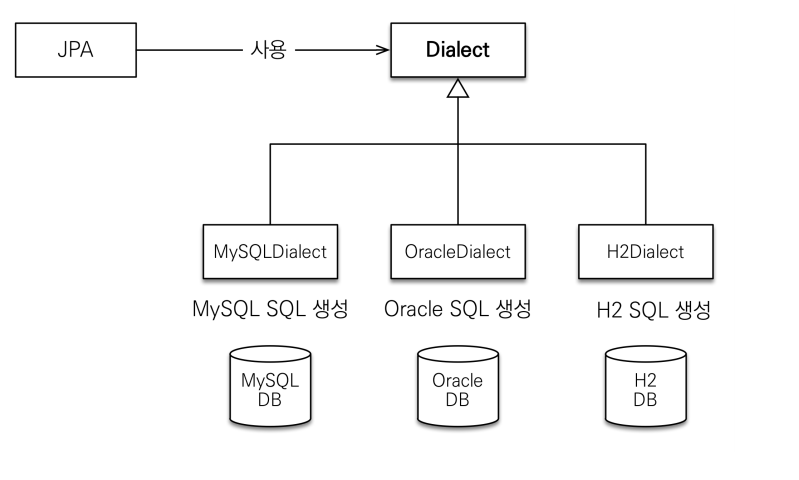 JPA
사용
Dialect
MySQLDialect
OracleDialect
H2Dialect
MySQL SQL 생성
Oracle SQL 생성
H2 SQL 생성
MySQL
DB
Oracle
DB
H2
DB